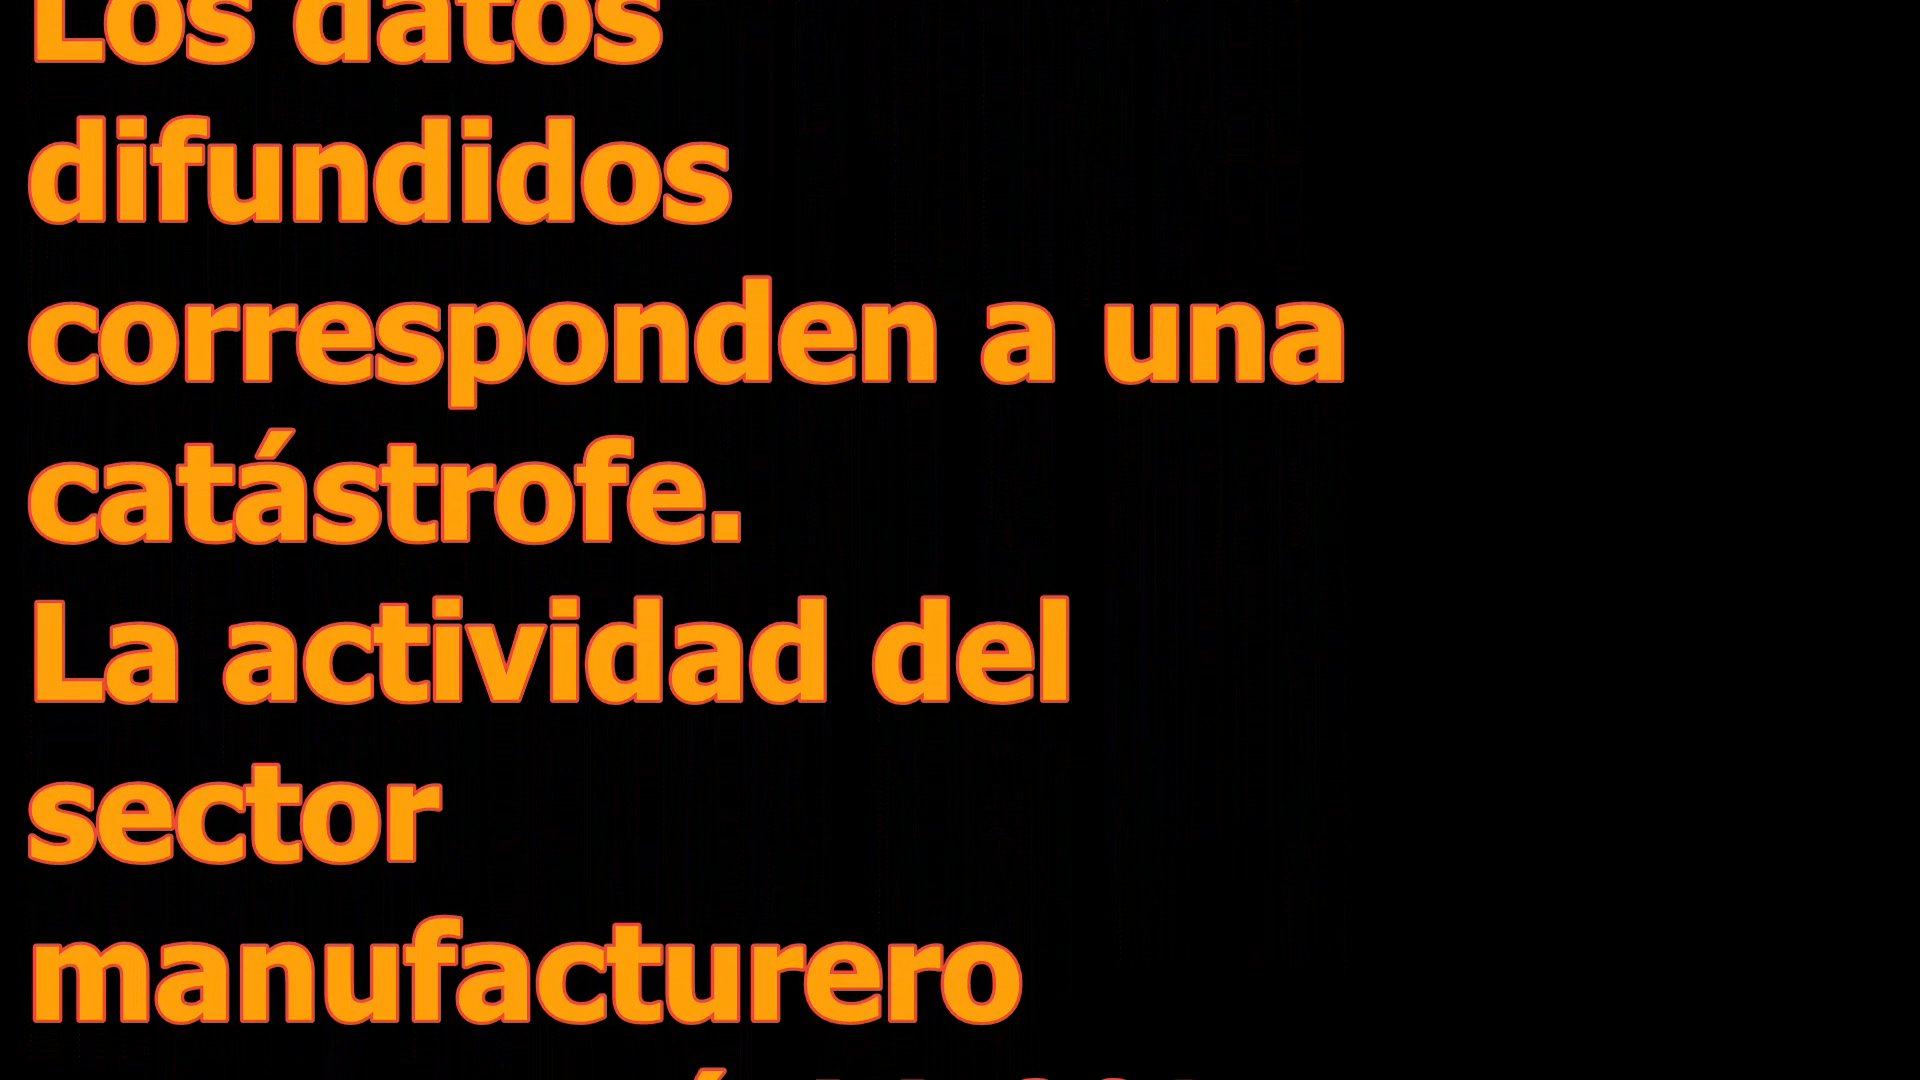 Los datos
difundidos
corresponden a una
catástrofe.
La actividad del
sector
manufacturero